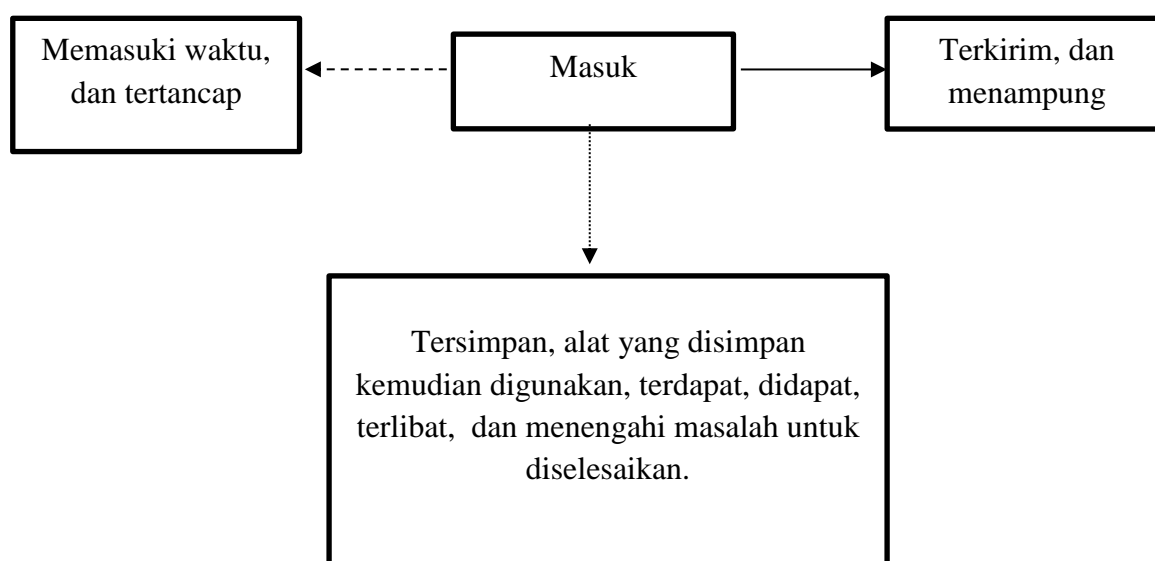 Memasuki waktu,
dan tertancap
Masuk
Terkirim, dan
menampung
Tersimpan, alat yang disimpan
kemudian digunakan, terdapat, didapat,
terlibat,  dan menengahi masalah untuk
diselesaikan.